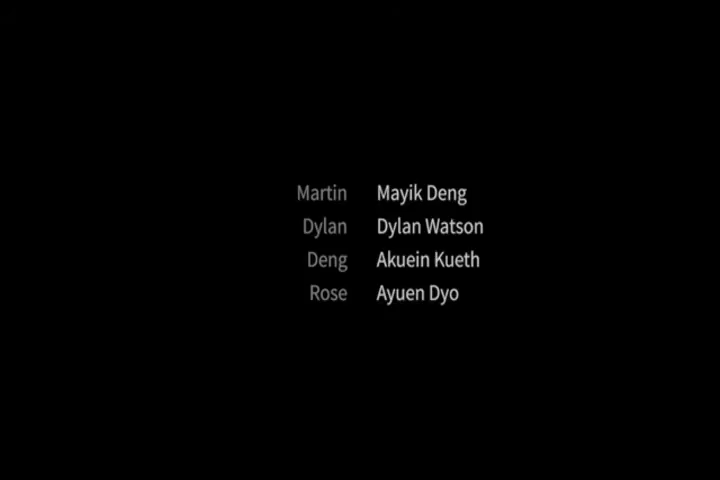 Martin Mayik Deng
Dylan Dylan Watson
Deng Akuein Kueth
Rose Ayuen Dyo